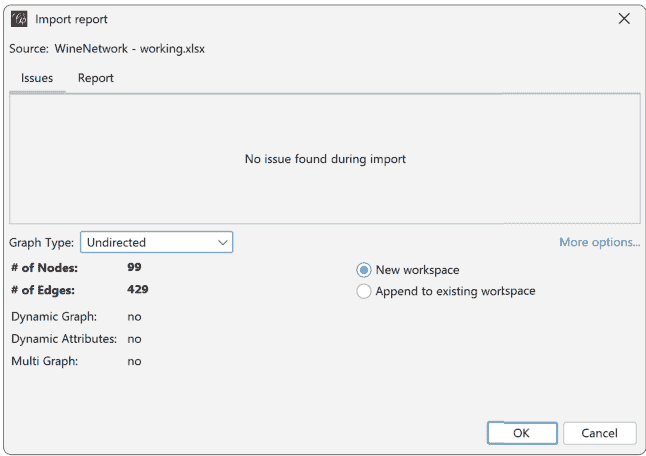 Import report
Source: WineNetwork - working.xlsx
Issues Report
No issue found during import
Graph Type: Undirected More options...
# of Nodes: 99 New workspace
# of Edges: 429 Append to existing workspace
Dynamic Graph: no
Dynamic Attributes: no
Multi Graph: no
OK Cancel